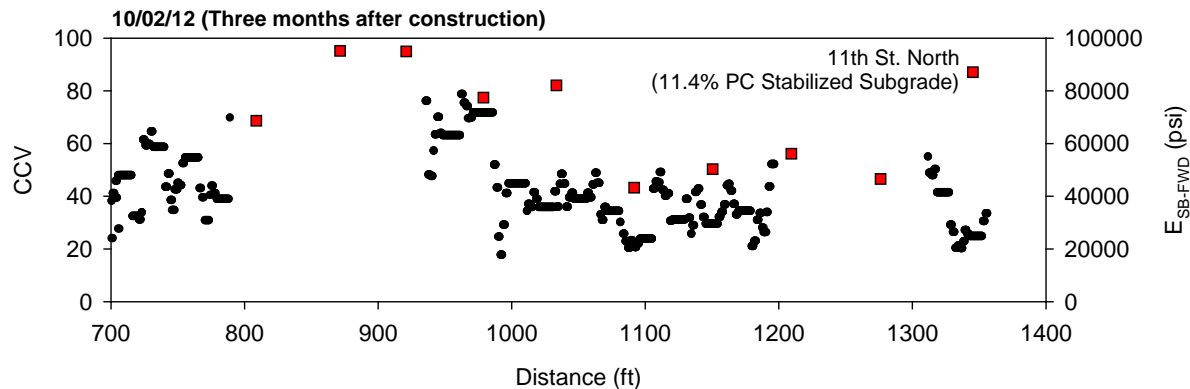 10/02/12 (Three months after construction)
100
80
60
40
20
0
CCV
11th St. North
(11.4% PC Stabilized Subgrade)
100000
80000
60000
40000
20000
0
E SB-FWD (psi)
700 800 900 1000 1100 1200 1300 1400
Distance (ft)